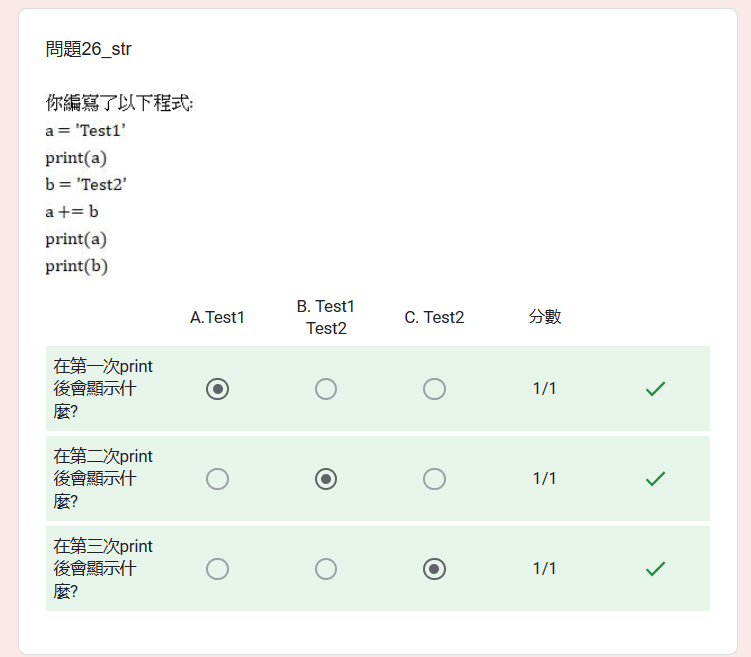 問題26_str
你編寫了以下程式:
a = 'Test1'
print(a)
b = 'Test2'
a += b
print(a)
print(b)
A.Test1
B. Test1
Test2
C. Test2
分數
在第一次print
後會顯示什
麼?
1/1
在第二次print
後會顯示什
麼?
1/1
在第三次print
後會顯示什
麼?
1/1